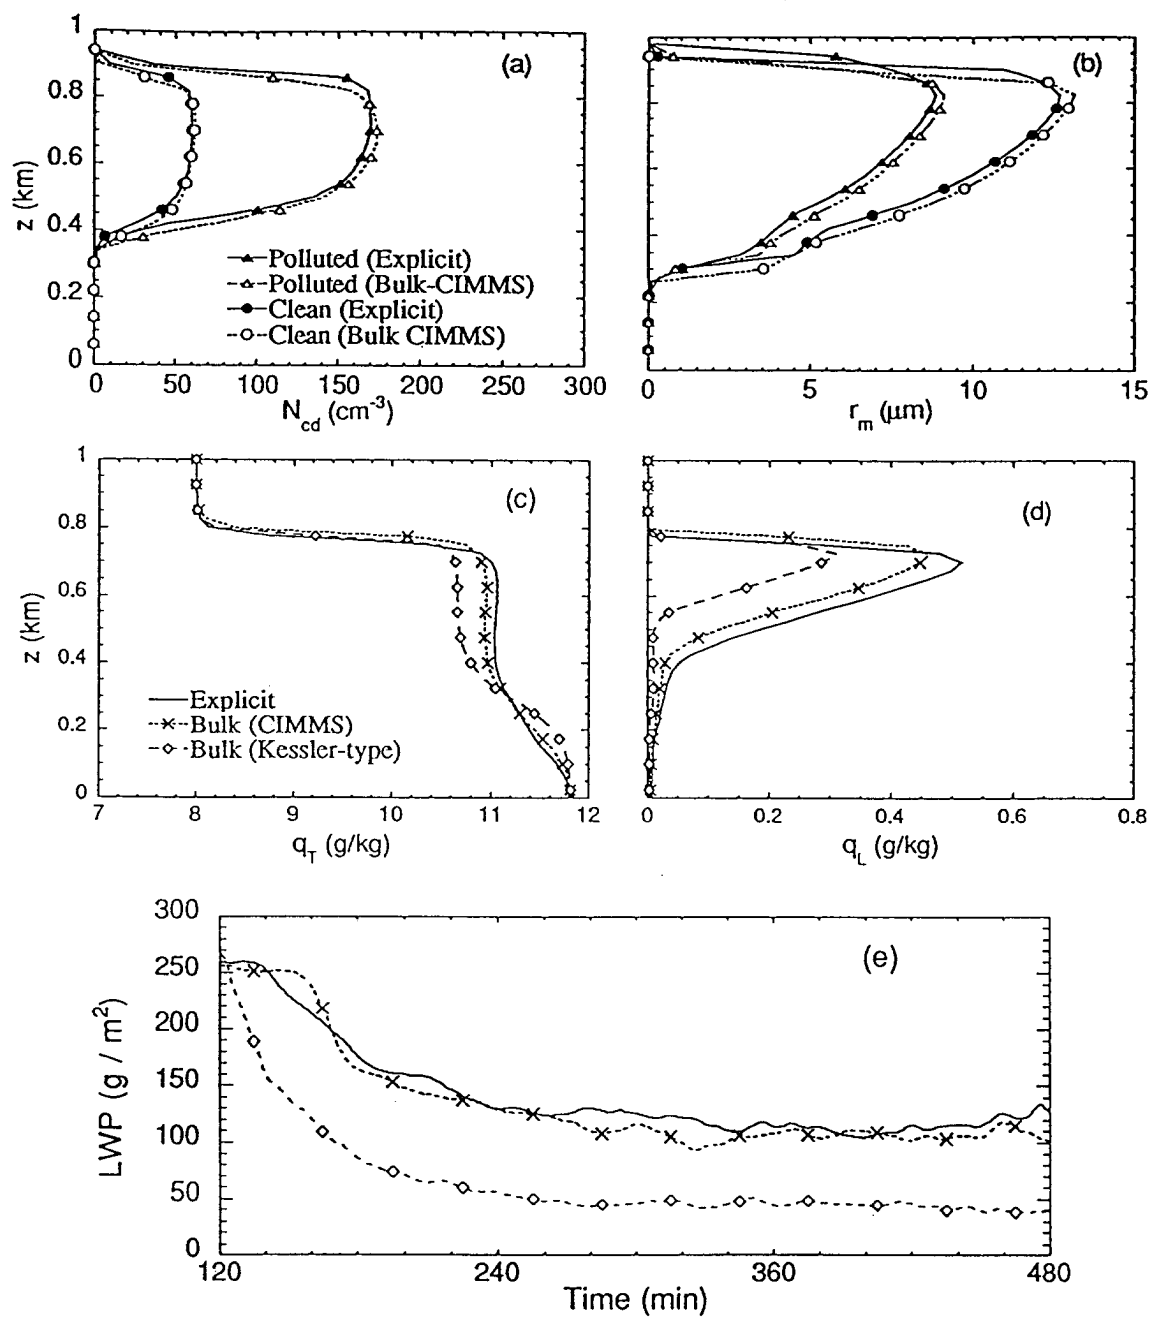 1
0.8
0.6
0.4
0.2
0
z (km)
(a)
Polluted (Explicit)
Polluted (Bulk-CIMMS)
Clean (Explicit)
Clean (Bulk CIMMS)
0 50 100 150 200 250 300
N_cd (cm⁻³)
(b)
0 5 10 15
r_m (μm)
1
0.8
0.6
0.4
0.2
0
z (km)
(c)
Explicit
Bulk (CIMMS)
Bulk (Kessler-type)
7 8 9 10 11 12
q_T (g/kg)
(d)
0 0.2 0.4 0.6 0.8
q_L (g/kg)
300
250
200
150
100
50
0
LWP (g / m²)
(e)
120 240 360 480
Time (min)